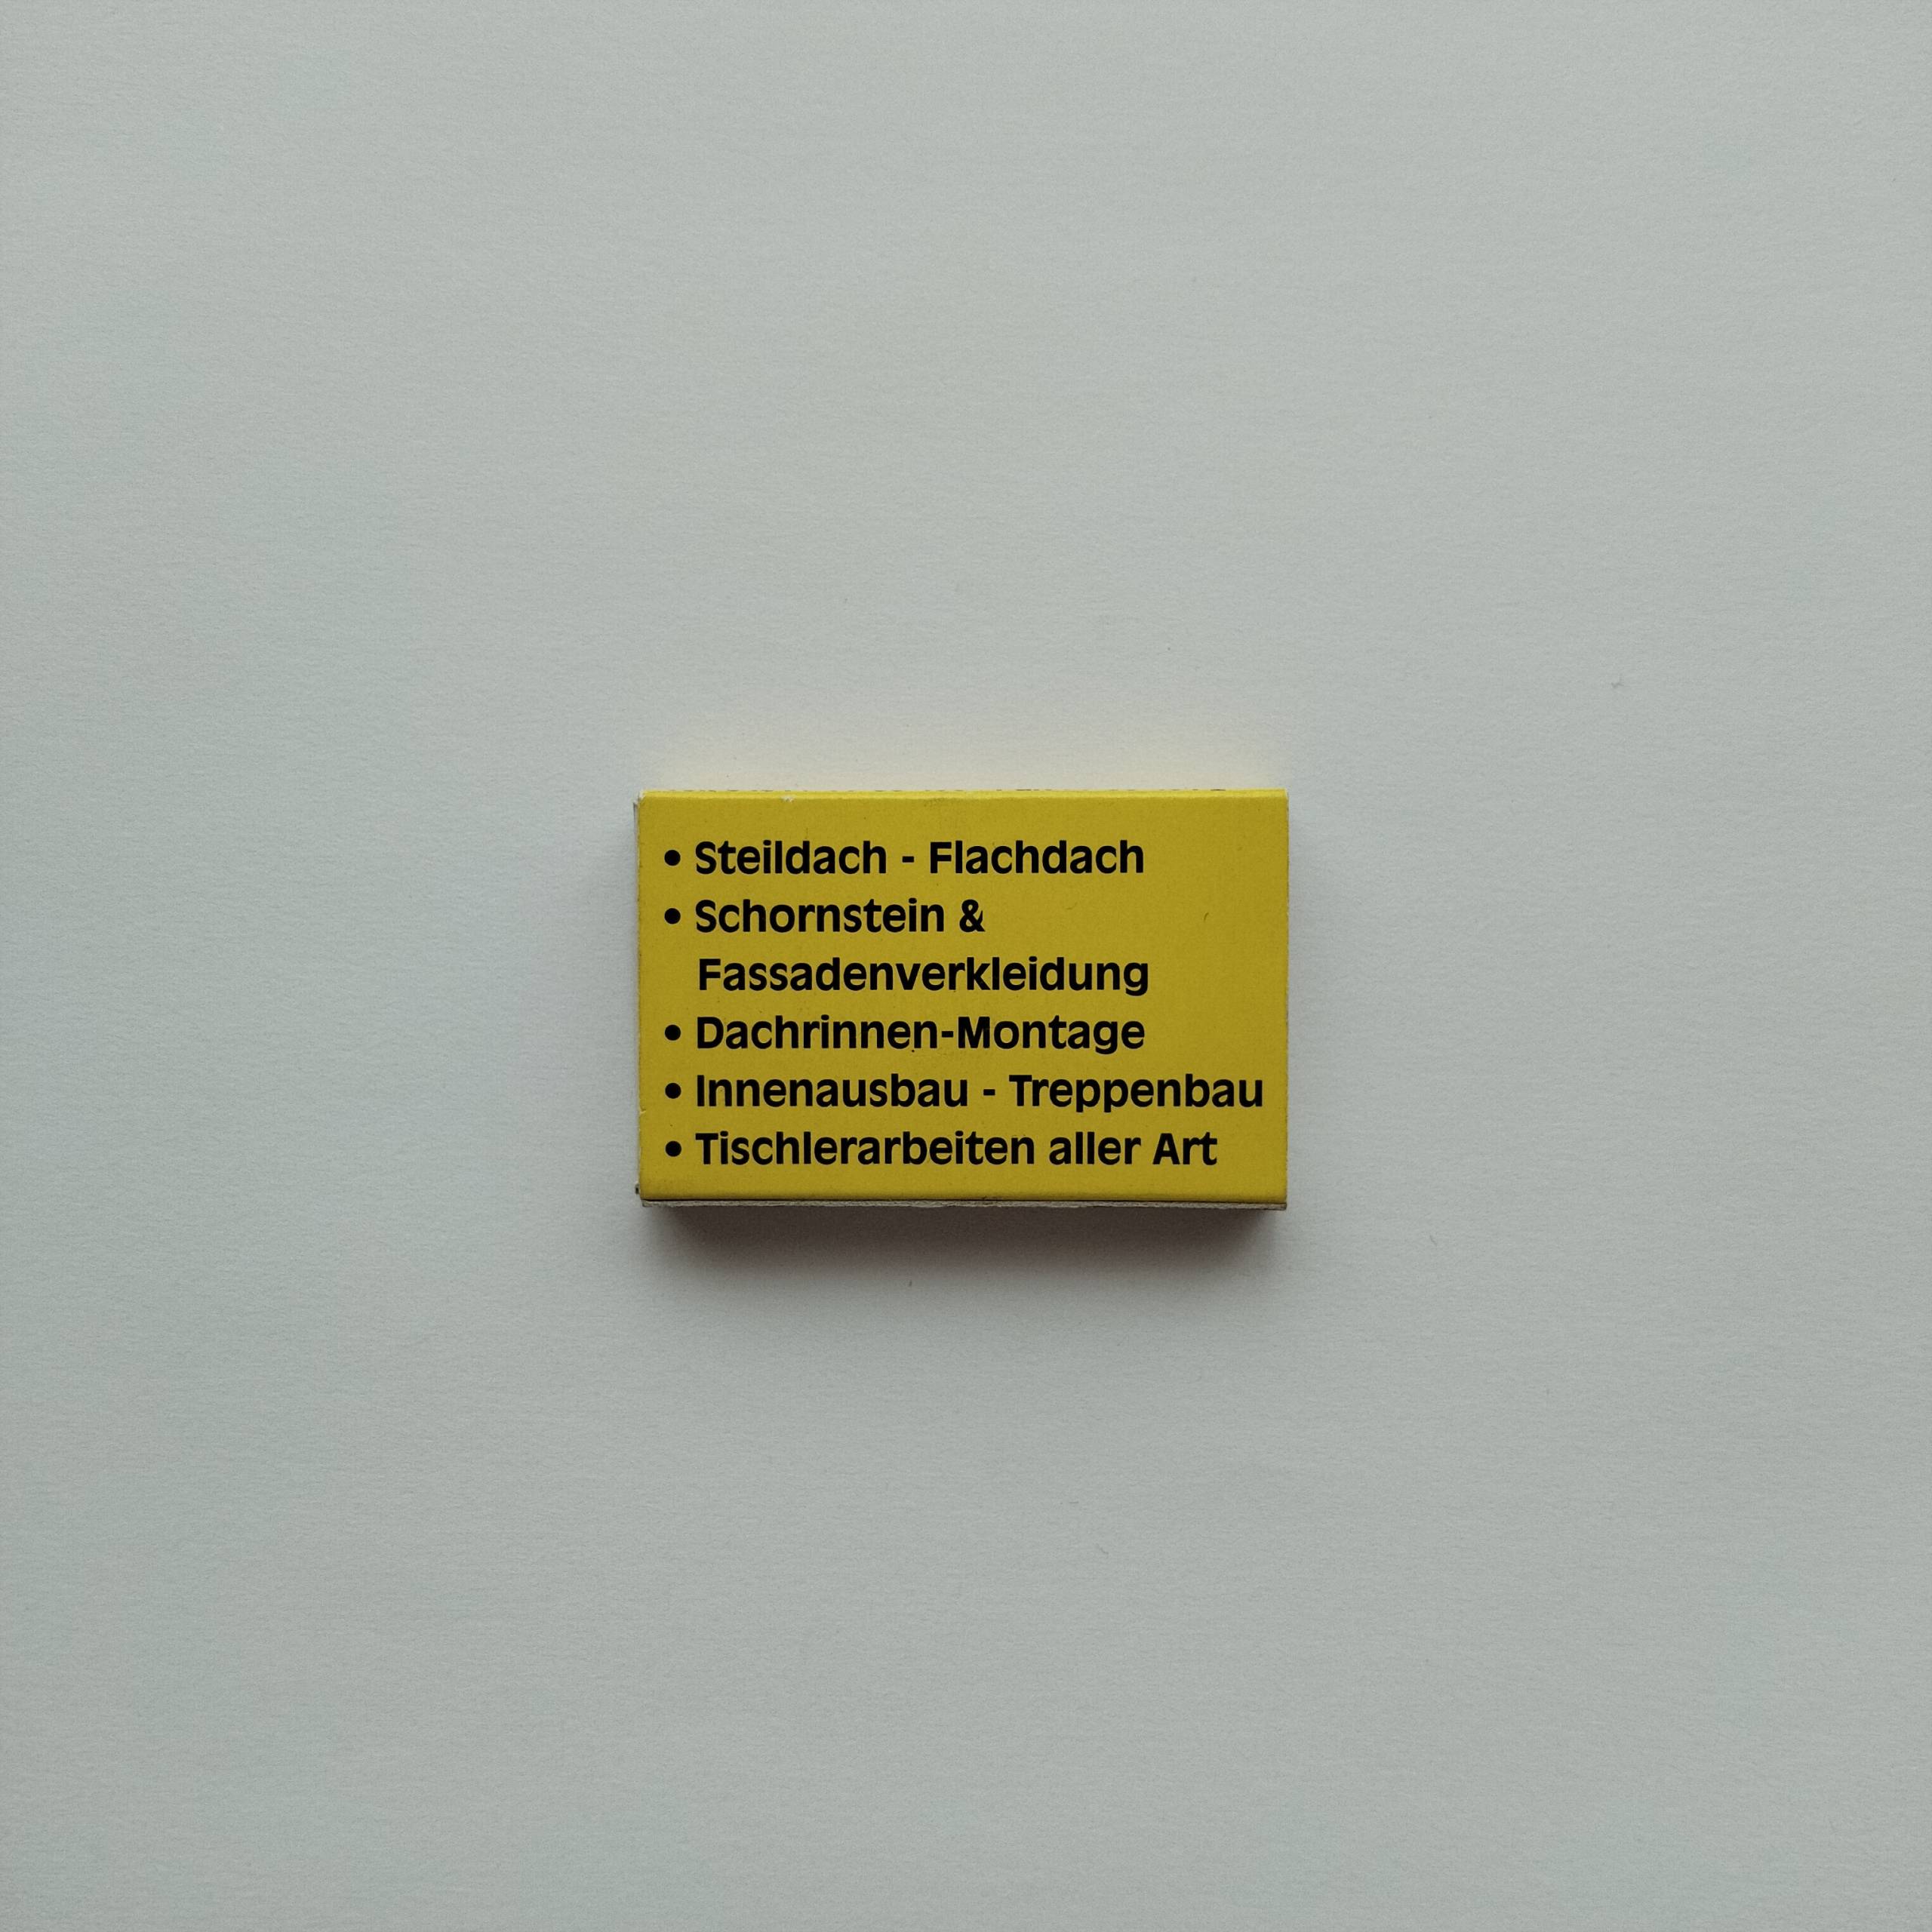 • Steildach - Flachdach
• Schornstein &
Fassadenverkleidung
• Dachrinnen-Montage
• Innenausbau - Treppenbau
• Tischlerarbeiten aller Art